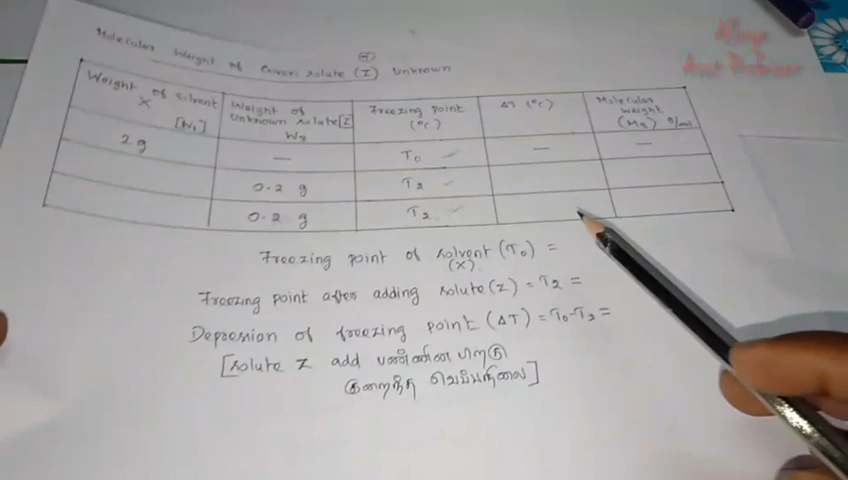 Molecular Weight of solute (Z) Unknown
Weight of solvent X [W1]
Weight of Unknown solute[Z] W2
Freezing point (°C)
ΔT (°C)
Molecular weight (M2) g/mol
2 g — T0 — —
0.2 g T2
0.2 g T2
Freezing point of solvent (T0) =
(X)
Freezing point after adding solute(Z) = T2 =
Depression of freezing point (ΔT) = T0-T2 =
[solute Z add பண்ணின பிறகு
குறைந்த வெப்பநிலை]
Asst Professor